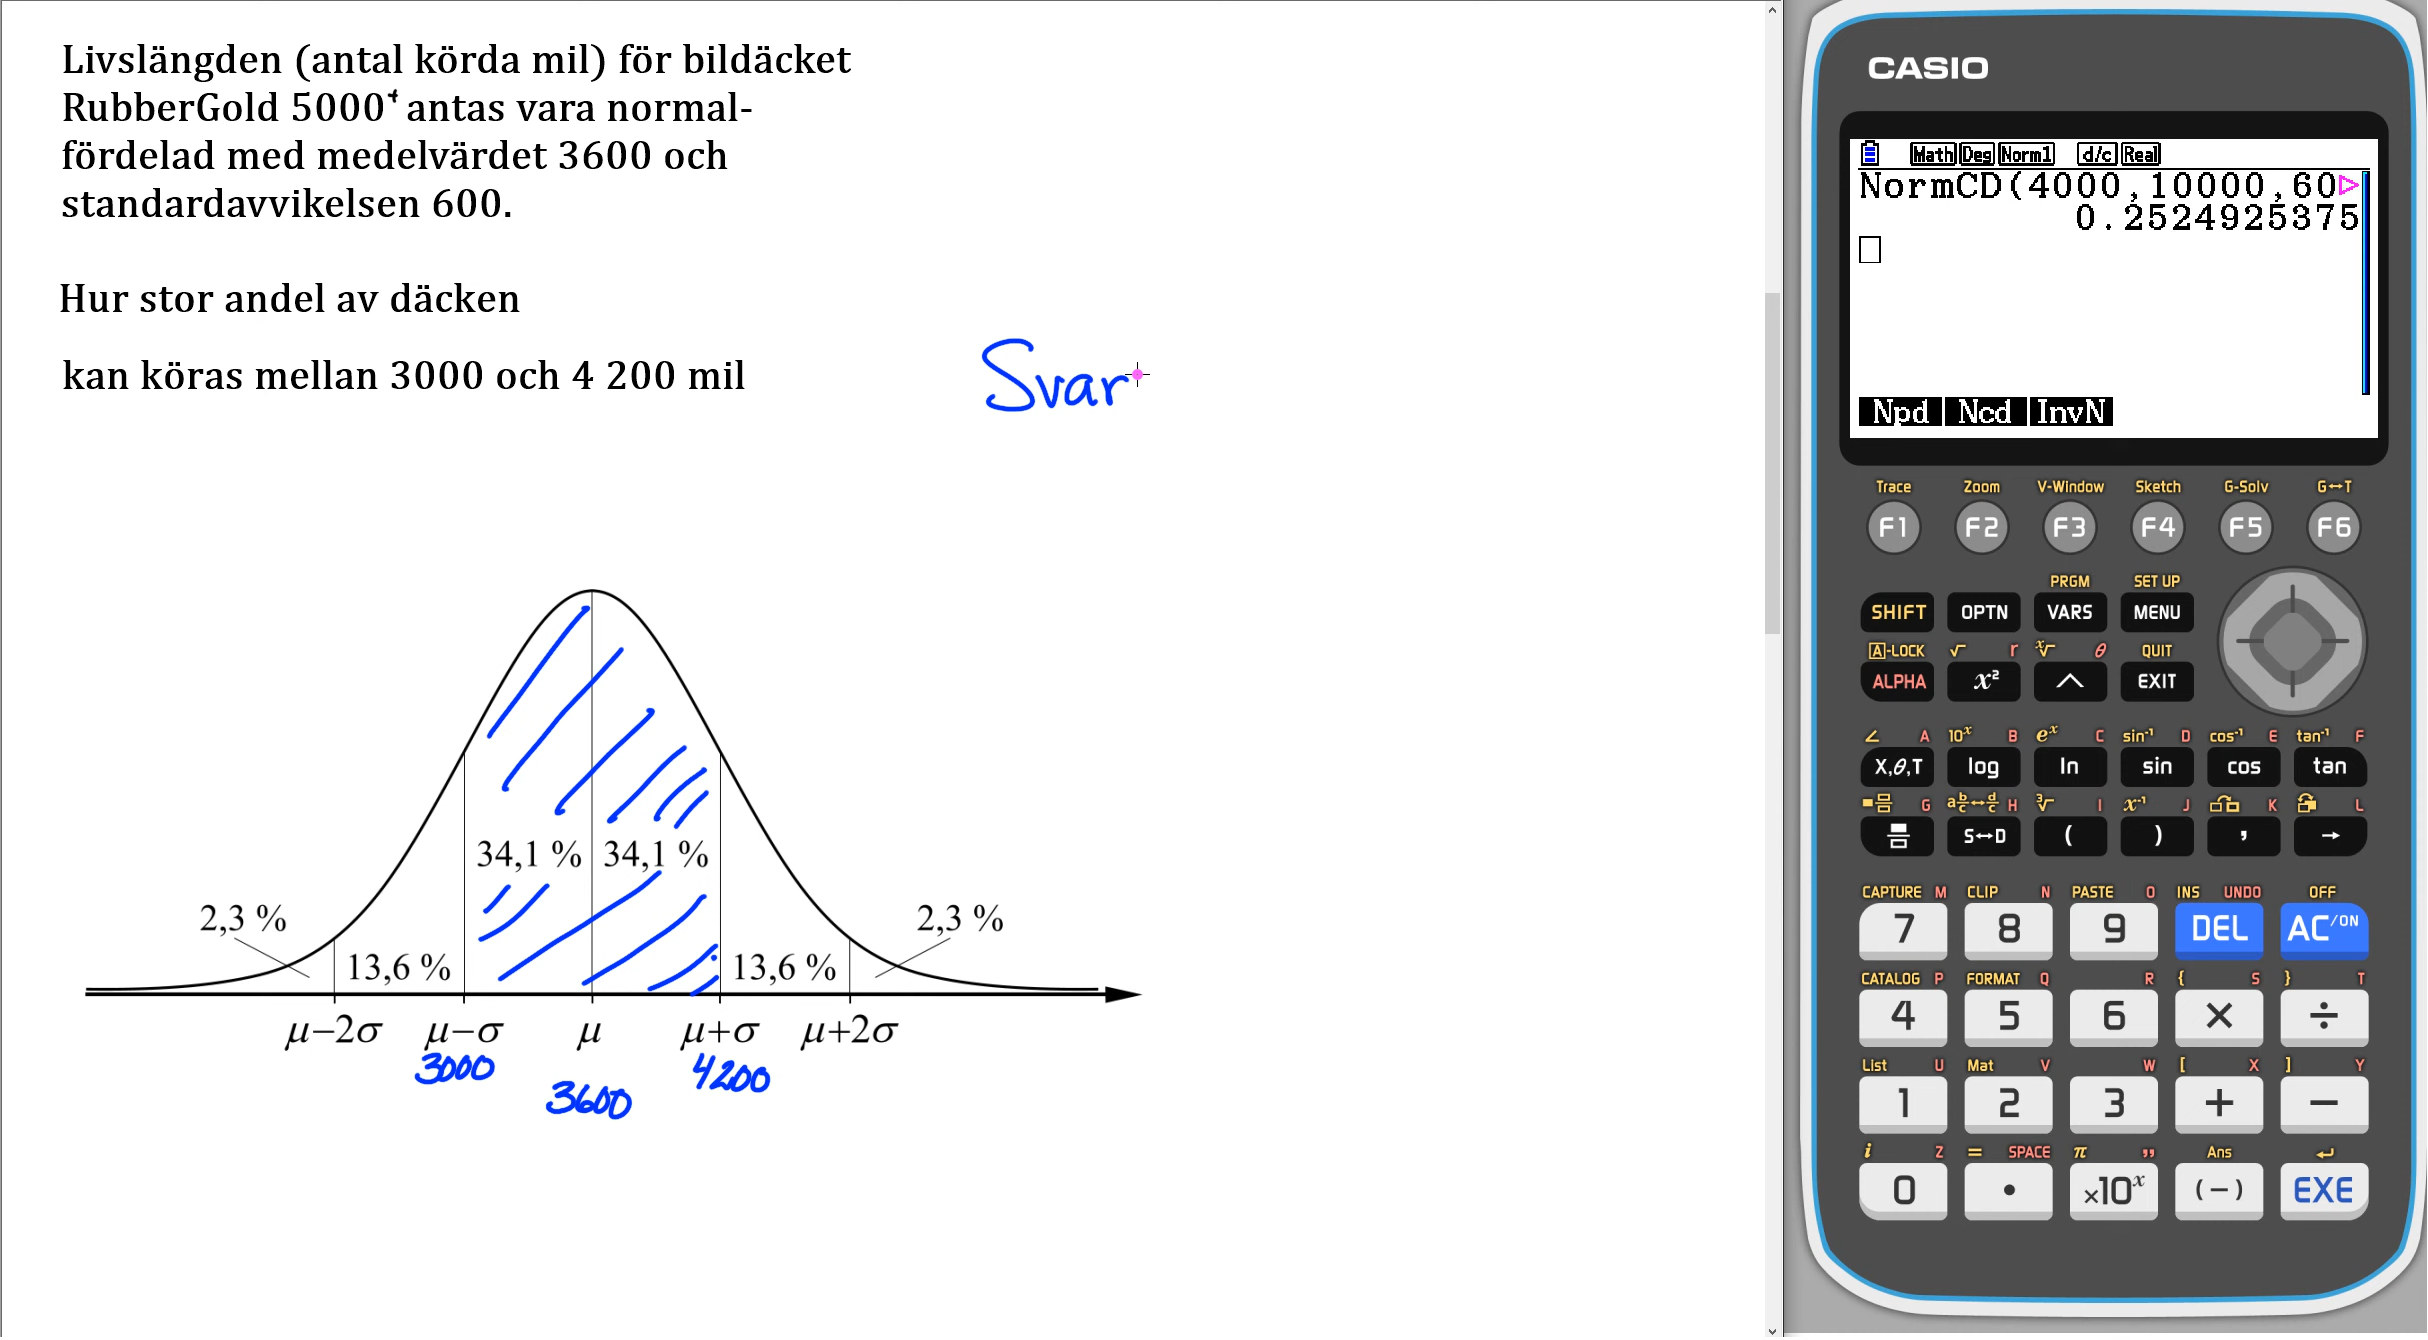 Livslängden (antal körda mil) för bildäcket
RubberGold 5000+ antas vara normal-
fördelad med medelvärdet 3600 och
standardavvikelsen 600.
Hur stor andel av däcken
kan köras mellan 3000 och 4 200 mil
Svar
34,1 % 34,1 %
2,3 % 2,3 %
13,6 % 13,6 %
μ−2σ μ−σ μ μ+σ μ+2σ
3000 3600 4200
CASIO
Math Deg Norm1 d/c Real
NormCD(4000,10000,60
0.2524925375
Npd Ncd InvN
Trace Zoom V-Window Sketch G-Solv G↔T
F1 F2 F3 F4 F5 F6
PRGM SET UP
SHIFT OPTN VARS MENU
A-LOCK √ r ˣ√ θ QUIT
ALPHA x² ^ EXIT
∠ A 10ˣ B eˣ C sin⁻¹ D cos⁻¹ E tan⁻¹ F
X,θ,T log ln sin cos tan
G a b/c↔d/c H ³√ I x⁻¹ J K L
S↔D ( ) , →
CAPTURE M CLIP N PASTE O INS UNDO OFF
7 8 9 DEL AC/ON
CATALOG P FORMAT Q R { S } T
4 5 6 × ÷
List U Mat V W [ X ] Y
1 2 3 + −
i Z = SPACE π " Ans ↵
0 • ×10ˣ (−) EXE